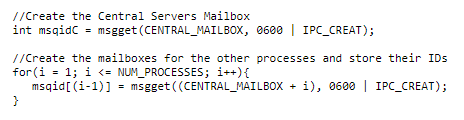 //Create the Central Servers Mailbox
int msqidC = msgget(CENTRAL_MAILBOX, 0600 | IPC_CREAT);

//Create the mailboxes for the other processes and store their IDs
for(i = 1; i <= NUM_PROCESSES; i++){
   msqid[(i-1)] = msgget((CENTRAL_MAILBOX + i), 0600 | IPC_CREAT);
}